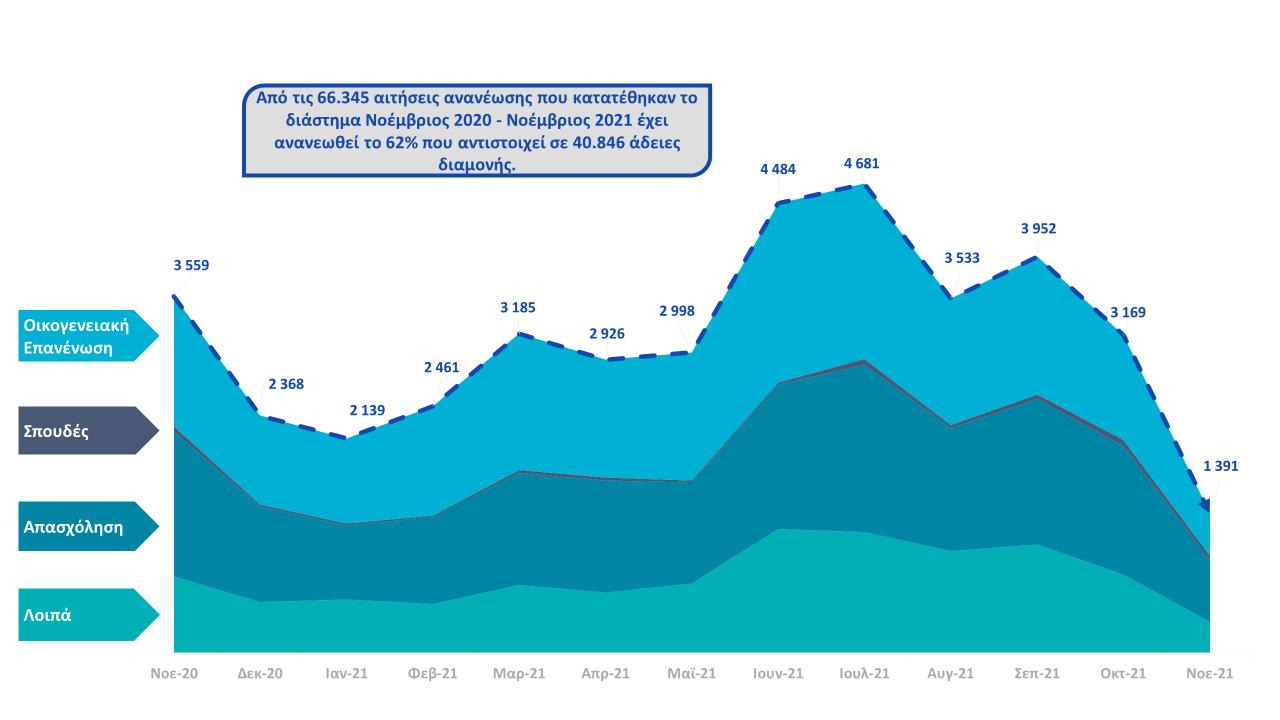 Από τις 66.345 αιτήσεις ανανέωσης που κατατέθηκαν το
διάστημα Νοέμβριος 2020 - Νοέμβριος 2021 έχει
ανανεωθεί το 62% που αντιστοιχεί σε 40.846 άδειες
διαμονής.
4 484
4 681
3 952
3 559
3 533
3 185
2 998
3 169
2 926
2 461
2 368
2 139
1 391
Οικογενειακή
Επανένωση
Σπουδές
Απασχόληση
Λοιπά
Νοε-20 Δεκ-20 Ιαν-21 Φεβ-21 Μαρ-21 Απρ-21 Μαϊ-21 Ιουν-21 Ιουλ-21 Αυγ-21 Σεπ-21 Οκτ-21 Νοε-21